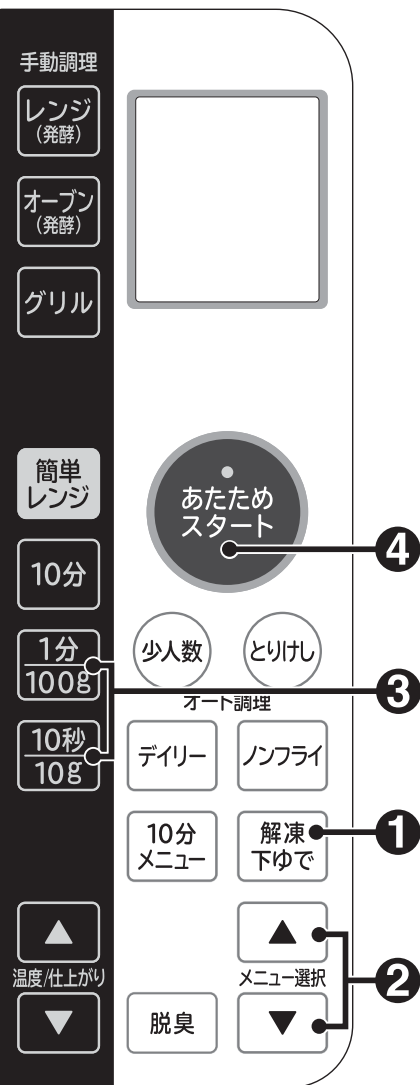 手動調理
レンジ
(発酵)
オーブン
(発酵)
グリル
簡単
レンジ
あたため
スタート
4
10分
1分
100g
少人数
とりけし
3
オート調理
10秒
10g
デイリー
ノンフライ
10分
メニュー
解凍
下ゆで
1
▲
▲
温度/仕上がり
メニュー選択
2
▼
脱臭
▼